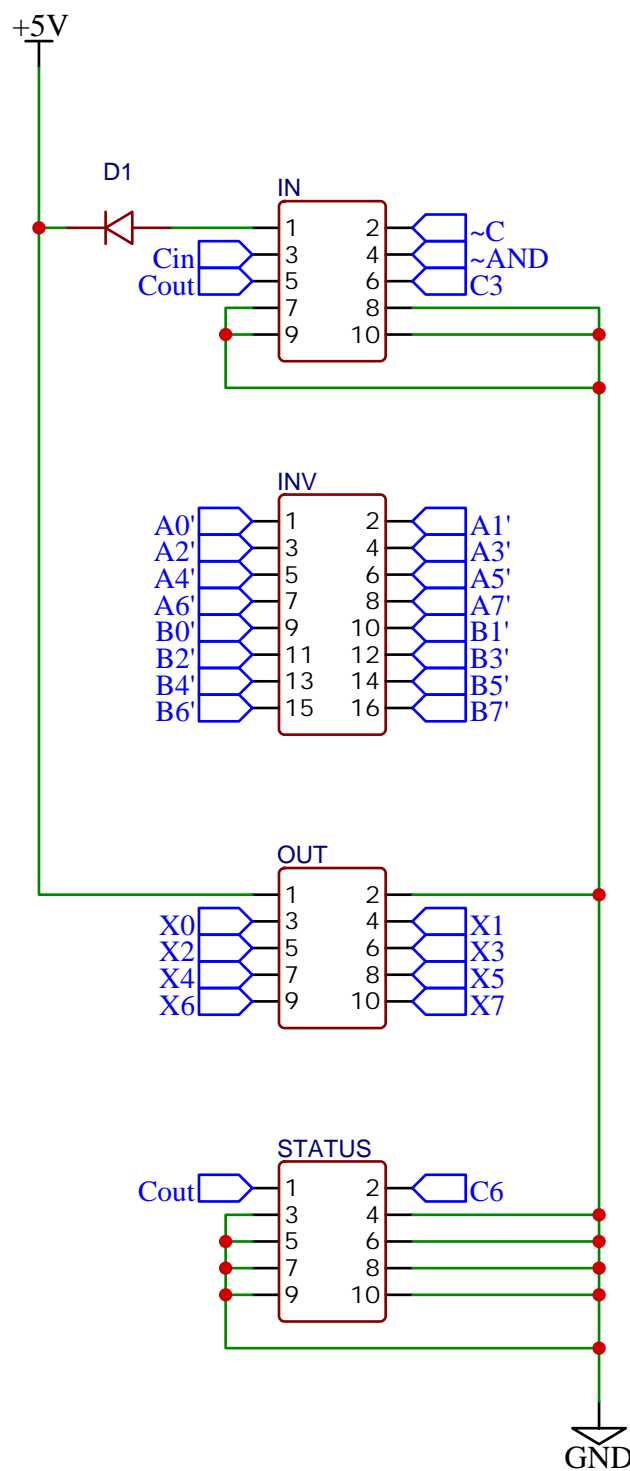 +5V
D1
IN
1 2 ~C
Cin 3 4 ~AND
Cout 5 6 C3
7 8
9 10
INV
A0' 1 2 A1'
A2' 3 4 A3'
A4' 5 6 A5'
A6' 7 8 A7'
B0' 9 10 B1'
B2' 11 12 B3'
B4' 13 14 B5'
B6' 15 16 B7'
OUT
1 2
X0 3 4 X1
X2 5 6 X3
X4 7 8 X5
X6 9 10 X7
STATUS
Cout 1 2 C6
3 4
5 6
7 8
9 10
GND